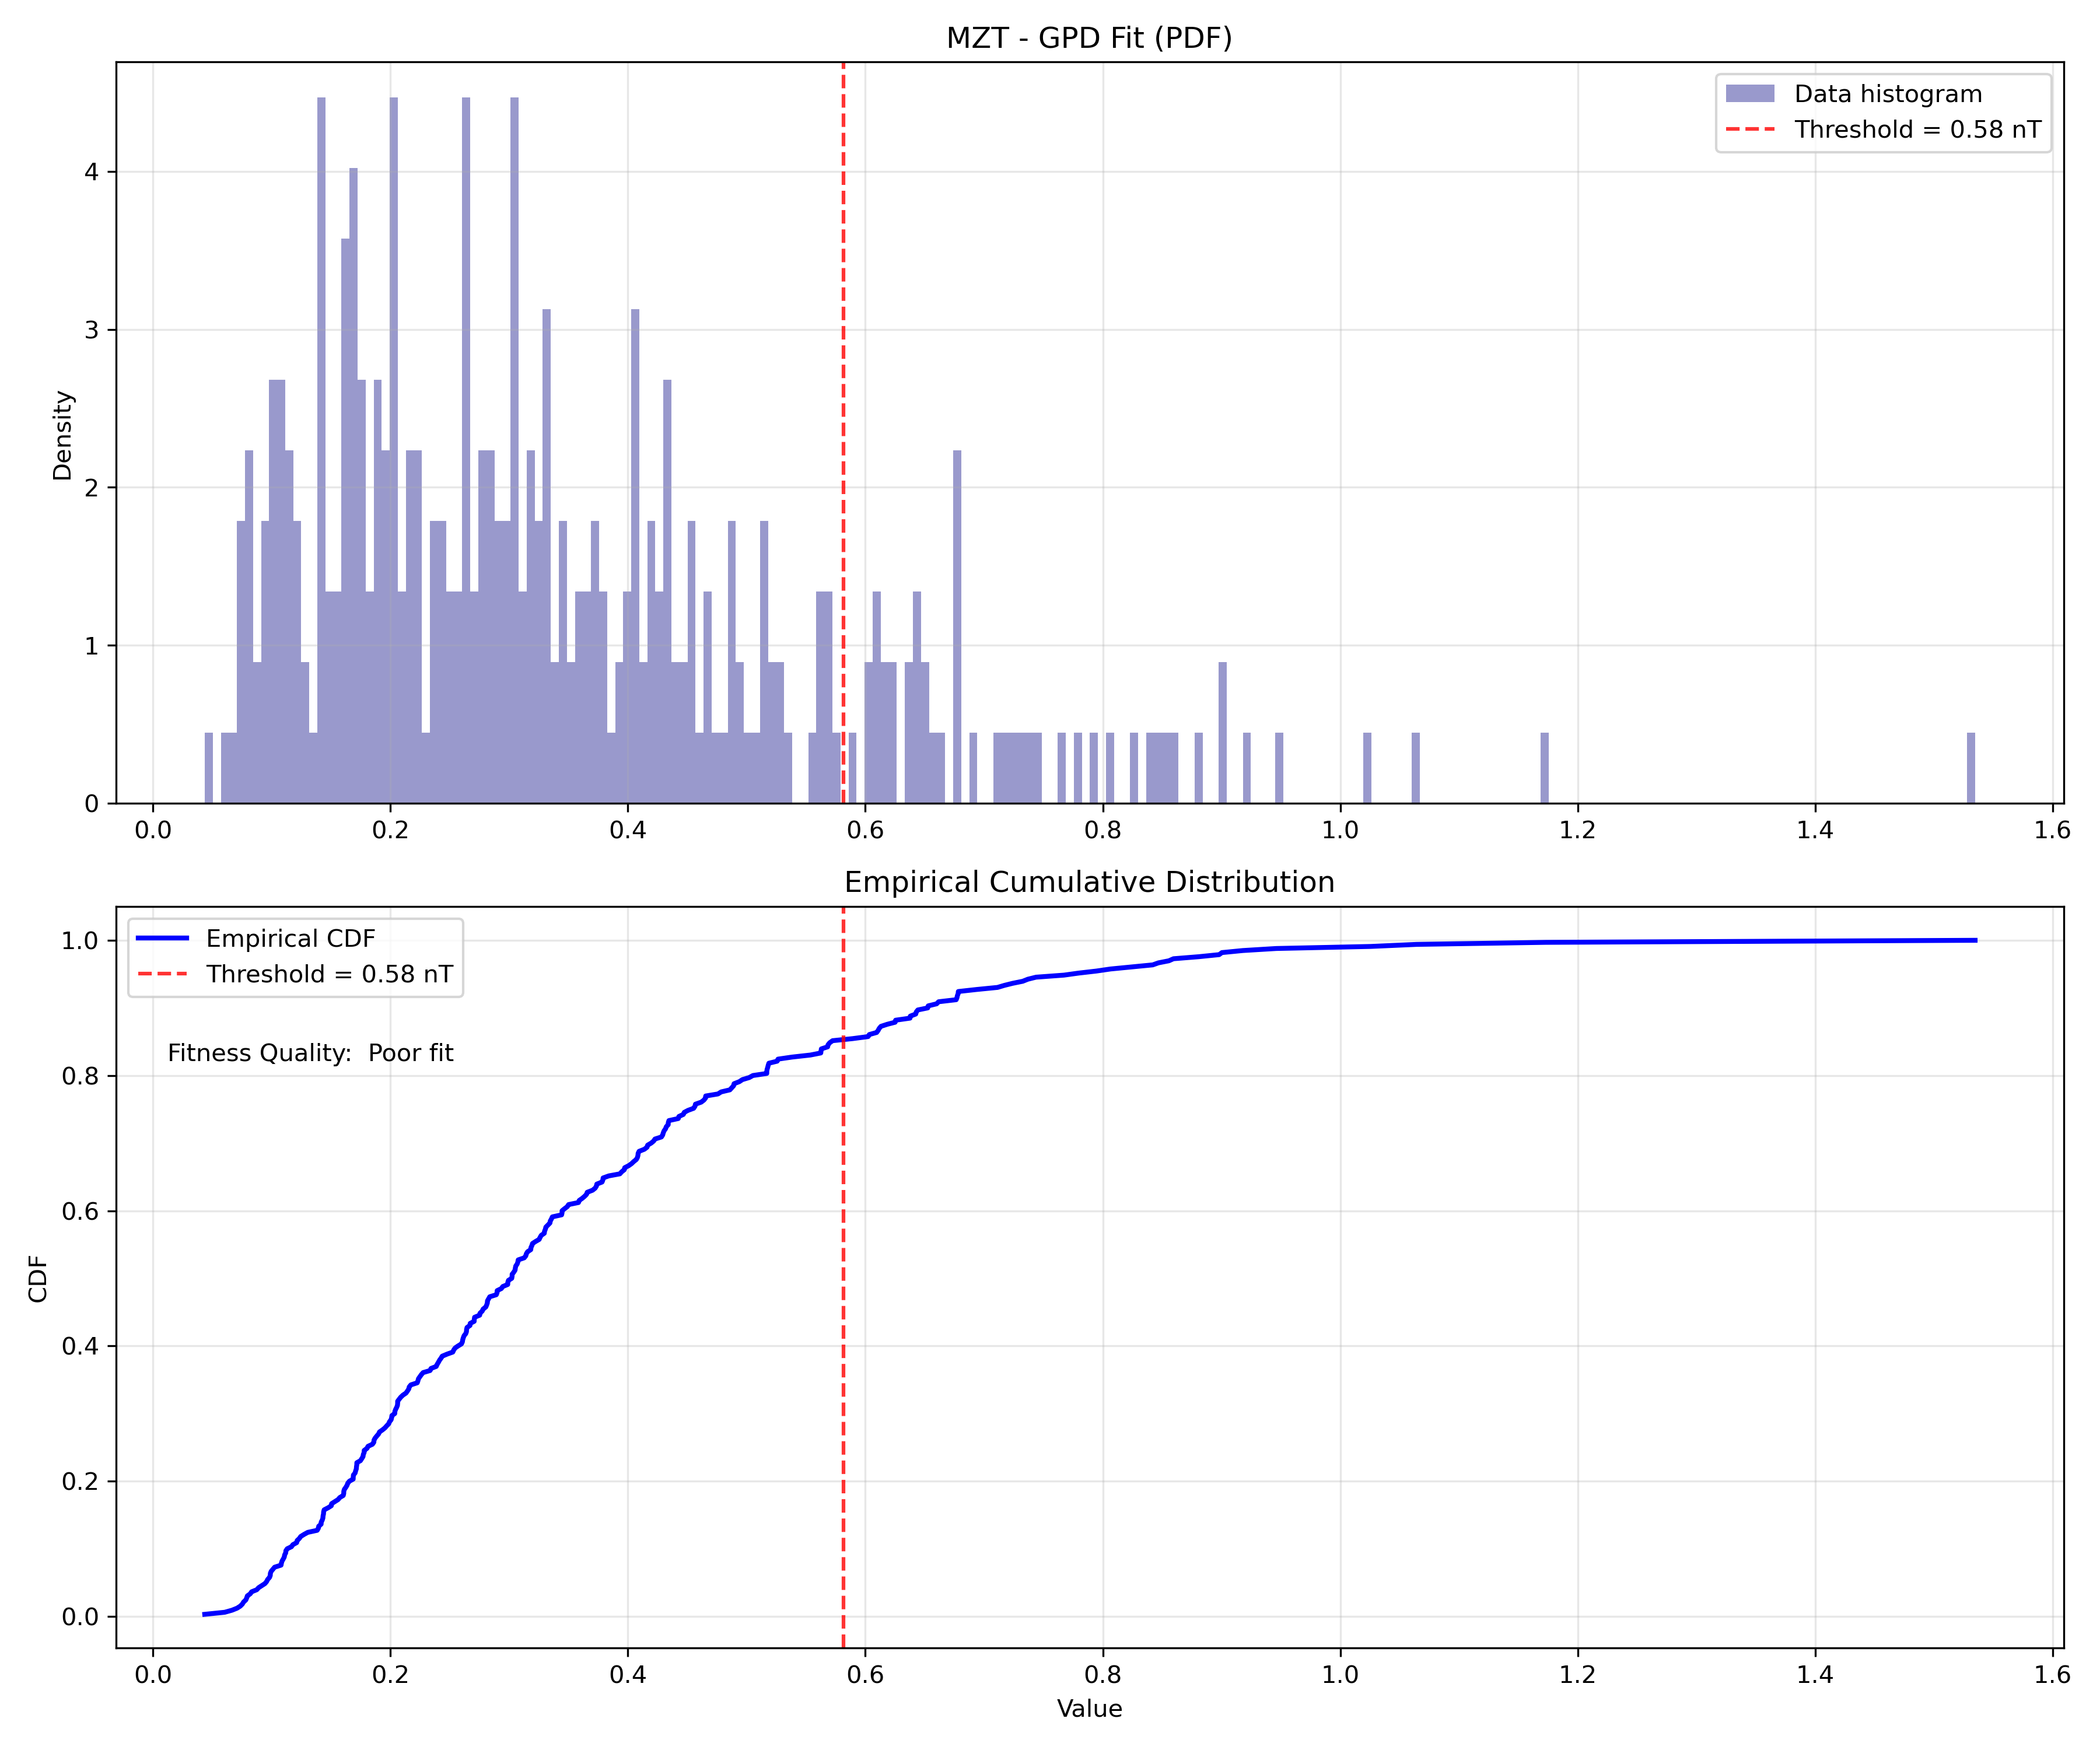 MZT - GPD Fit (PDF)
Data histogram
Threshold = 0.58 nT
Density
4
3
2
1
0
0.0 0.2 0.4 0.6 0.8 1.0 1.2 1.4 1.6
Empirical Cumulative Distribution
Empirical CDF
Threshold = 0.58 nT
Fitness Quality: Poor fit
CDF
1.0
0.8
0.6
0.4
0.2
0.0
0.0 0.2 0.4 0.6 0.8 1.0 1.2 1.4 1.6
Value